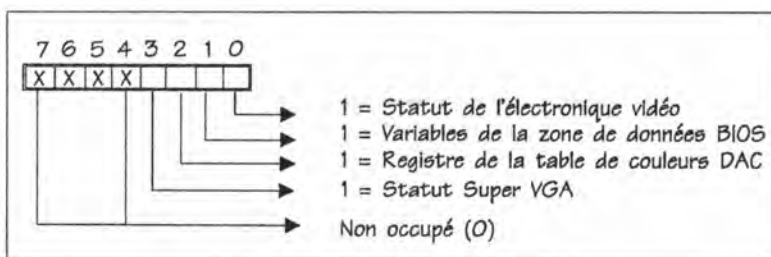 7 6 5 4 3 2 1 0
X X X X
1 = Statut de l'électronique vidéo
1 = Variables de la zone de données BIOS
1 = Registre de la table de couleurs DAC
1 = Statut Super VGA
Non occupé (0)